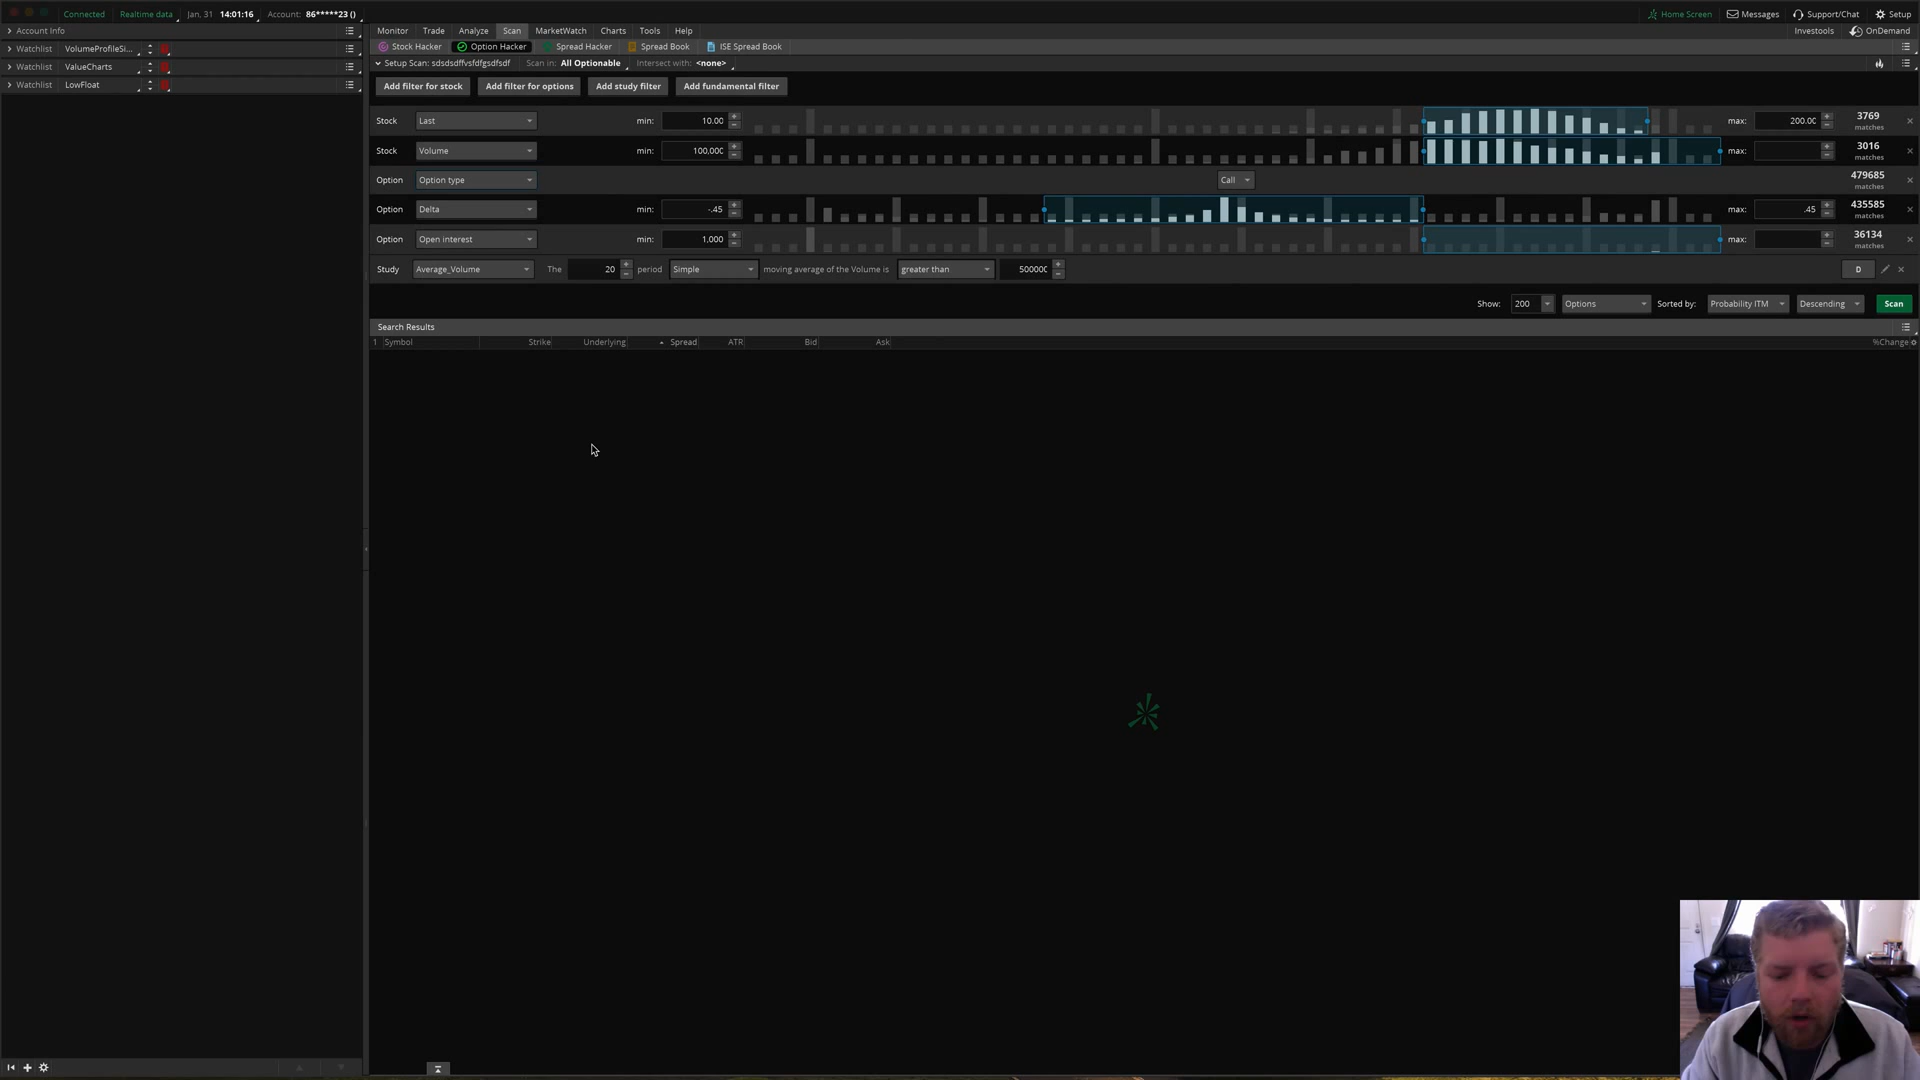 Connected Realtime data Jan. 31 14:01:16 Account: 86*****23 () Home Screen Messages Support/Chat Setup
Account Info
Monitor Trade Analyze Scan MarketWatch Charts Tools Help Investools OnDemand
Watchlist VolumeProfileSi...
Stock Hacker Option Hacker Spread Hacker Spread Book ISE Spread Book
Watchlist ValueCharts
Setup Scan: sdsdsdffvsfdfgsdfsdf Scan in: All Optionable Intersect with: <none>
Watchlist LowFloat
Add filter for stock Add filter for options Add study filter Add fundamental filter
Stock Last min: 10.00 max: 200.00 3769 matches
Stock Volume min: 100,000 max: 3016 matches
Option Option type Call 479685 matches
Option Delta min: -.45 max: .45 435585 matches
Option Open interest min: 1,000 max: 36134 matches
Study Average_Volume The 20 period Simple moving average of the Volume is greater than 500000 D
Show: 200 Options Sorted by: Probability ITM Descending Scan
Search Results
1 Symbol Strike Underlying Spread ATR Bid Ask %Change